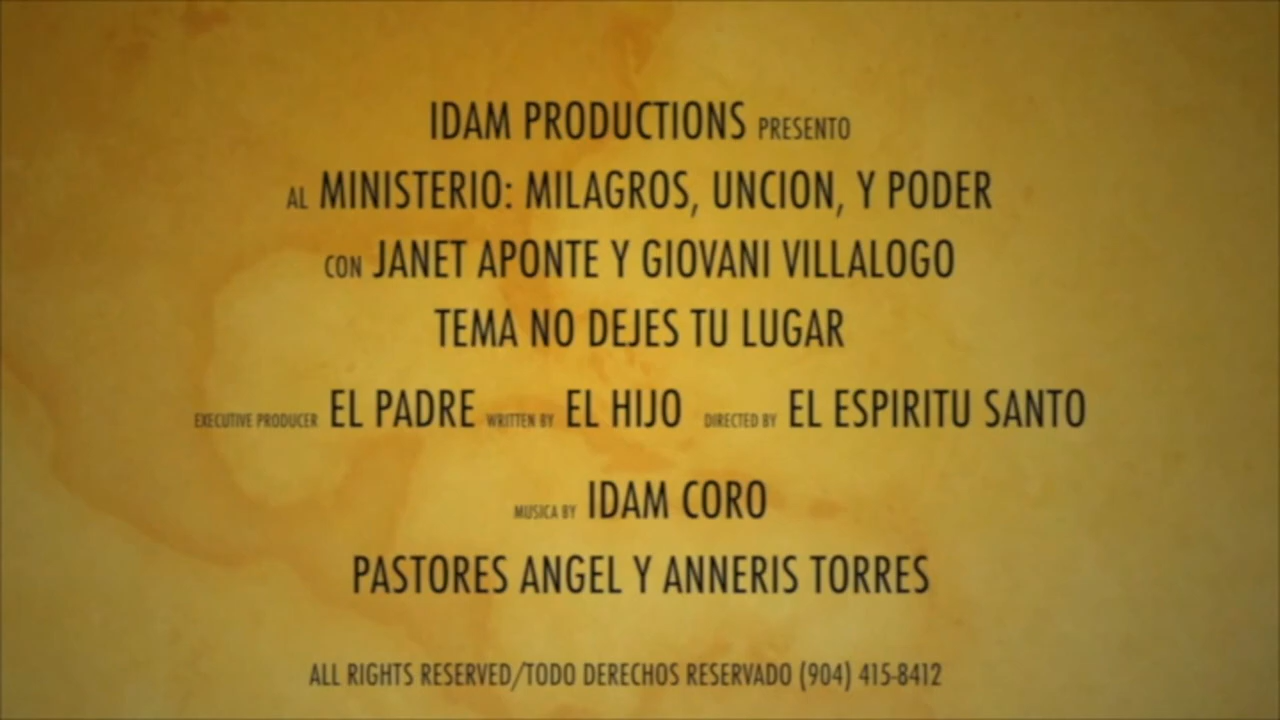 IDAM PRODUCTIONS PRESENTO
AL MINISTERIO: MILAGROS, UNCION, Y PODER
CON JANET APONTE Y GIOVANI VILLALOGO
TEMA NO DEJES TU LUGAR
EXECUTIVE PRODUCER EL PADRE WRITTEN BY EL HIJO DIRECTED BY EL ESPIRITU SANTO
MUSICA BY IDAM CORO
PASTORES ANGEL Y ANNERIS TORRES
ALL RIGHTS RESERVED/TODO DERECHOS RESERVADO (904) 415-8412